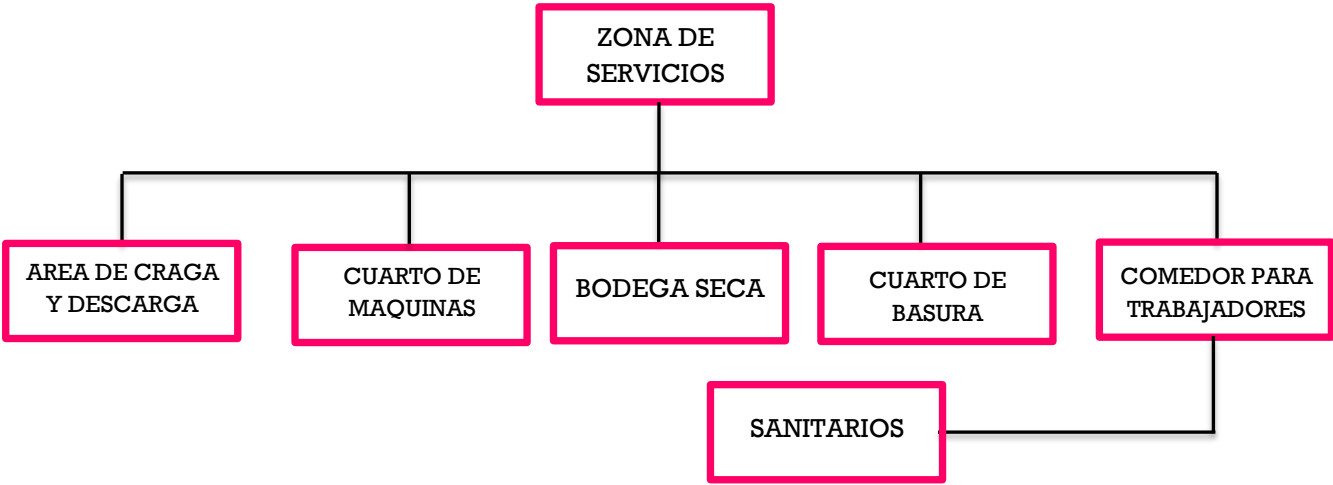 ZONA DE
SERVICIOS
AREA DE CRAGA
Y DESCARGA
CUARTO DE
MAQUINAS
BODEGA SECA
CUARTO DE
BASURA
COMEDOR PARA
TRABAJADORES
SANITARIOS